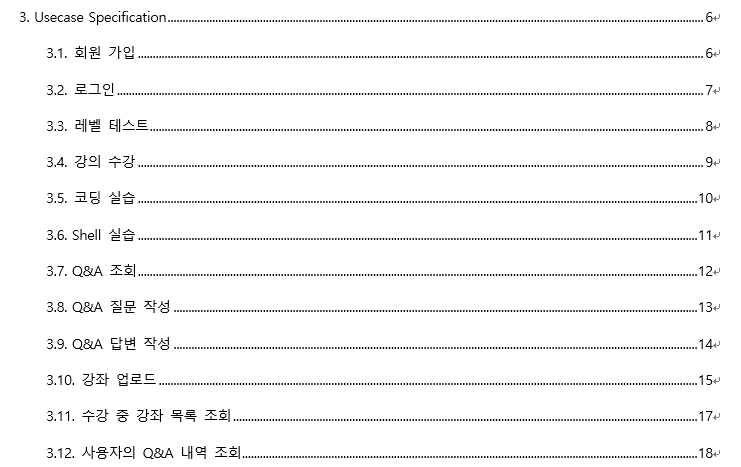 3. Usecase Specification........................................6
3.1. 회원 가입........................................6
3.2. 로그인........................................7
3.3. 레벨 테스트........................................8
3.4. 강의 수강........................................9
3.5. 코딩 실습........................................10
3.6. Shell 실습........................................11
3.7. Q&A 조회........................................12
3.8. Q&A 질문 작성........................................13
3.9. Q&A 답변 작성........................................14
3.10. 강좌 업로드........................................15
3.11. 수강 중 강좌 목록 조회........................................17
3.12. 사용자의 Q&A 내역 조회........................................18